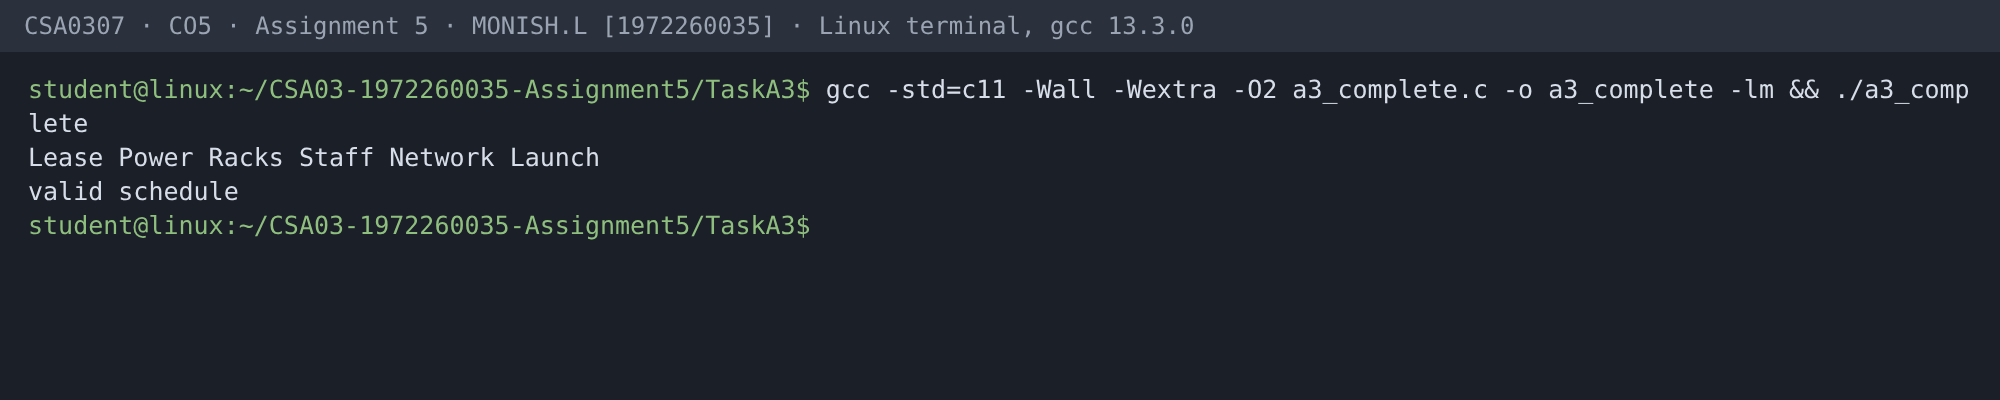 CSA0307 · CO5 · Assignment 5 · MONISH.L [1972260035] · Linux terminal, gcc 13.3.0
student@linux:~/CSA03-1972260035-Assignment5/TaskA3$ gcc -std=c11 -Wall -Wextra -O2 a3_complete.c -o a3_complete -lm && ./a3_comp
lete
Lease Power Racks Staff Network Launch
valid schedule
student@linux:~/CSA03-1972260035-Assignment5/TaskA3$